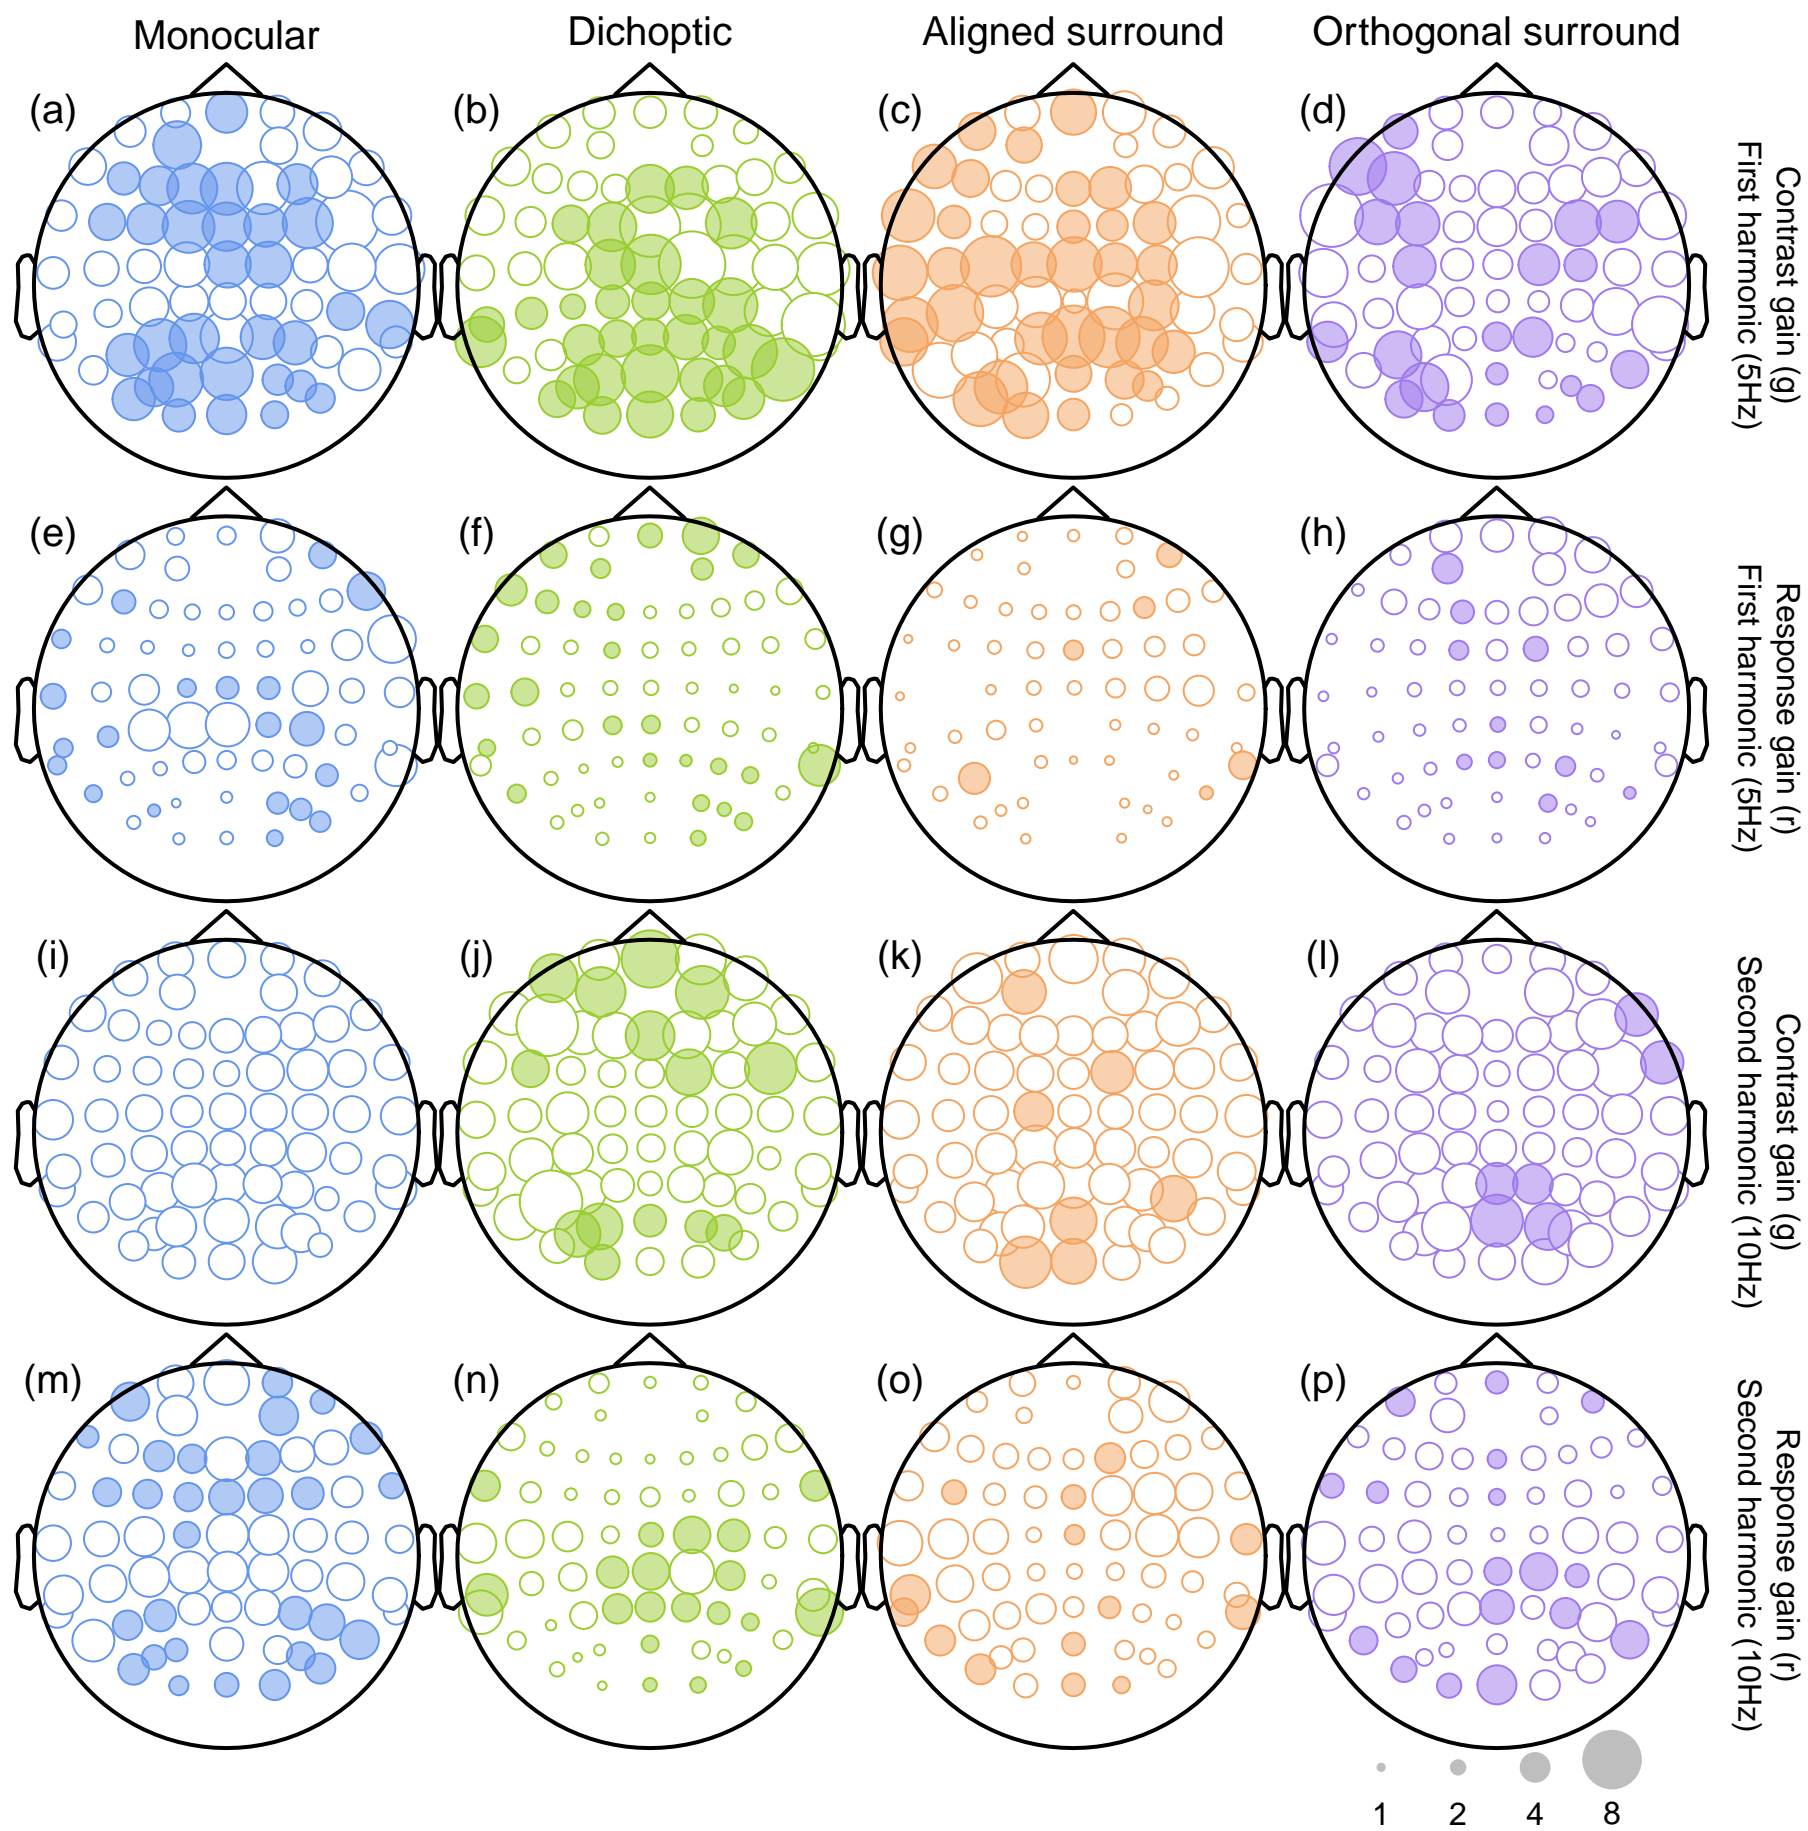 Monocular
Dichoptic
Aligned surround
Orthogonal surround
(a)
(b)
(c)
(d)
Contrast gain (g)
First harmonic (5Hz)
(e)
(f)
(g)
(h)
Response gain (r)
First harmonic (5Hz)
(i)
(j)
(k)
(l)
Contrast gain (g)
Second harmonic (10Hz)
(m)
(n)
(o)
(p)
Response gain (r)
Second harmonic (10Hz)
1
2
4
8